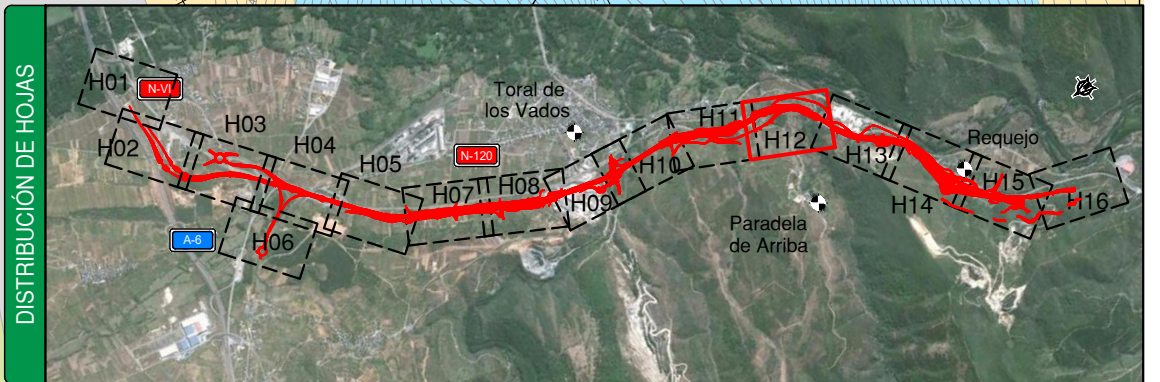 DISTRIBUCIÓN DE HOJAS
H01
N-VI
H02
H03
H04
H05
H06
A-6
N-120
Toral de
los Vados
H07
H08
H09
H10
H11
H12
H13
H14
H15
H16
Requejo
Paradela
de Arriba